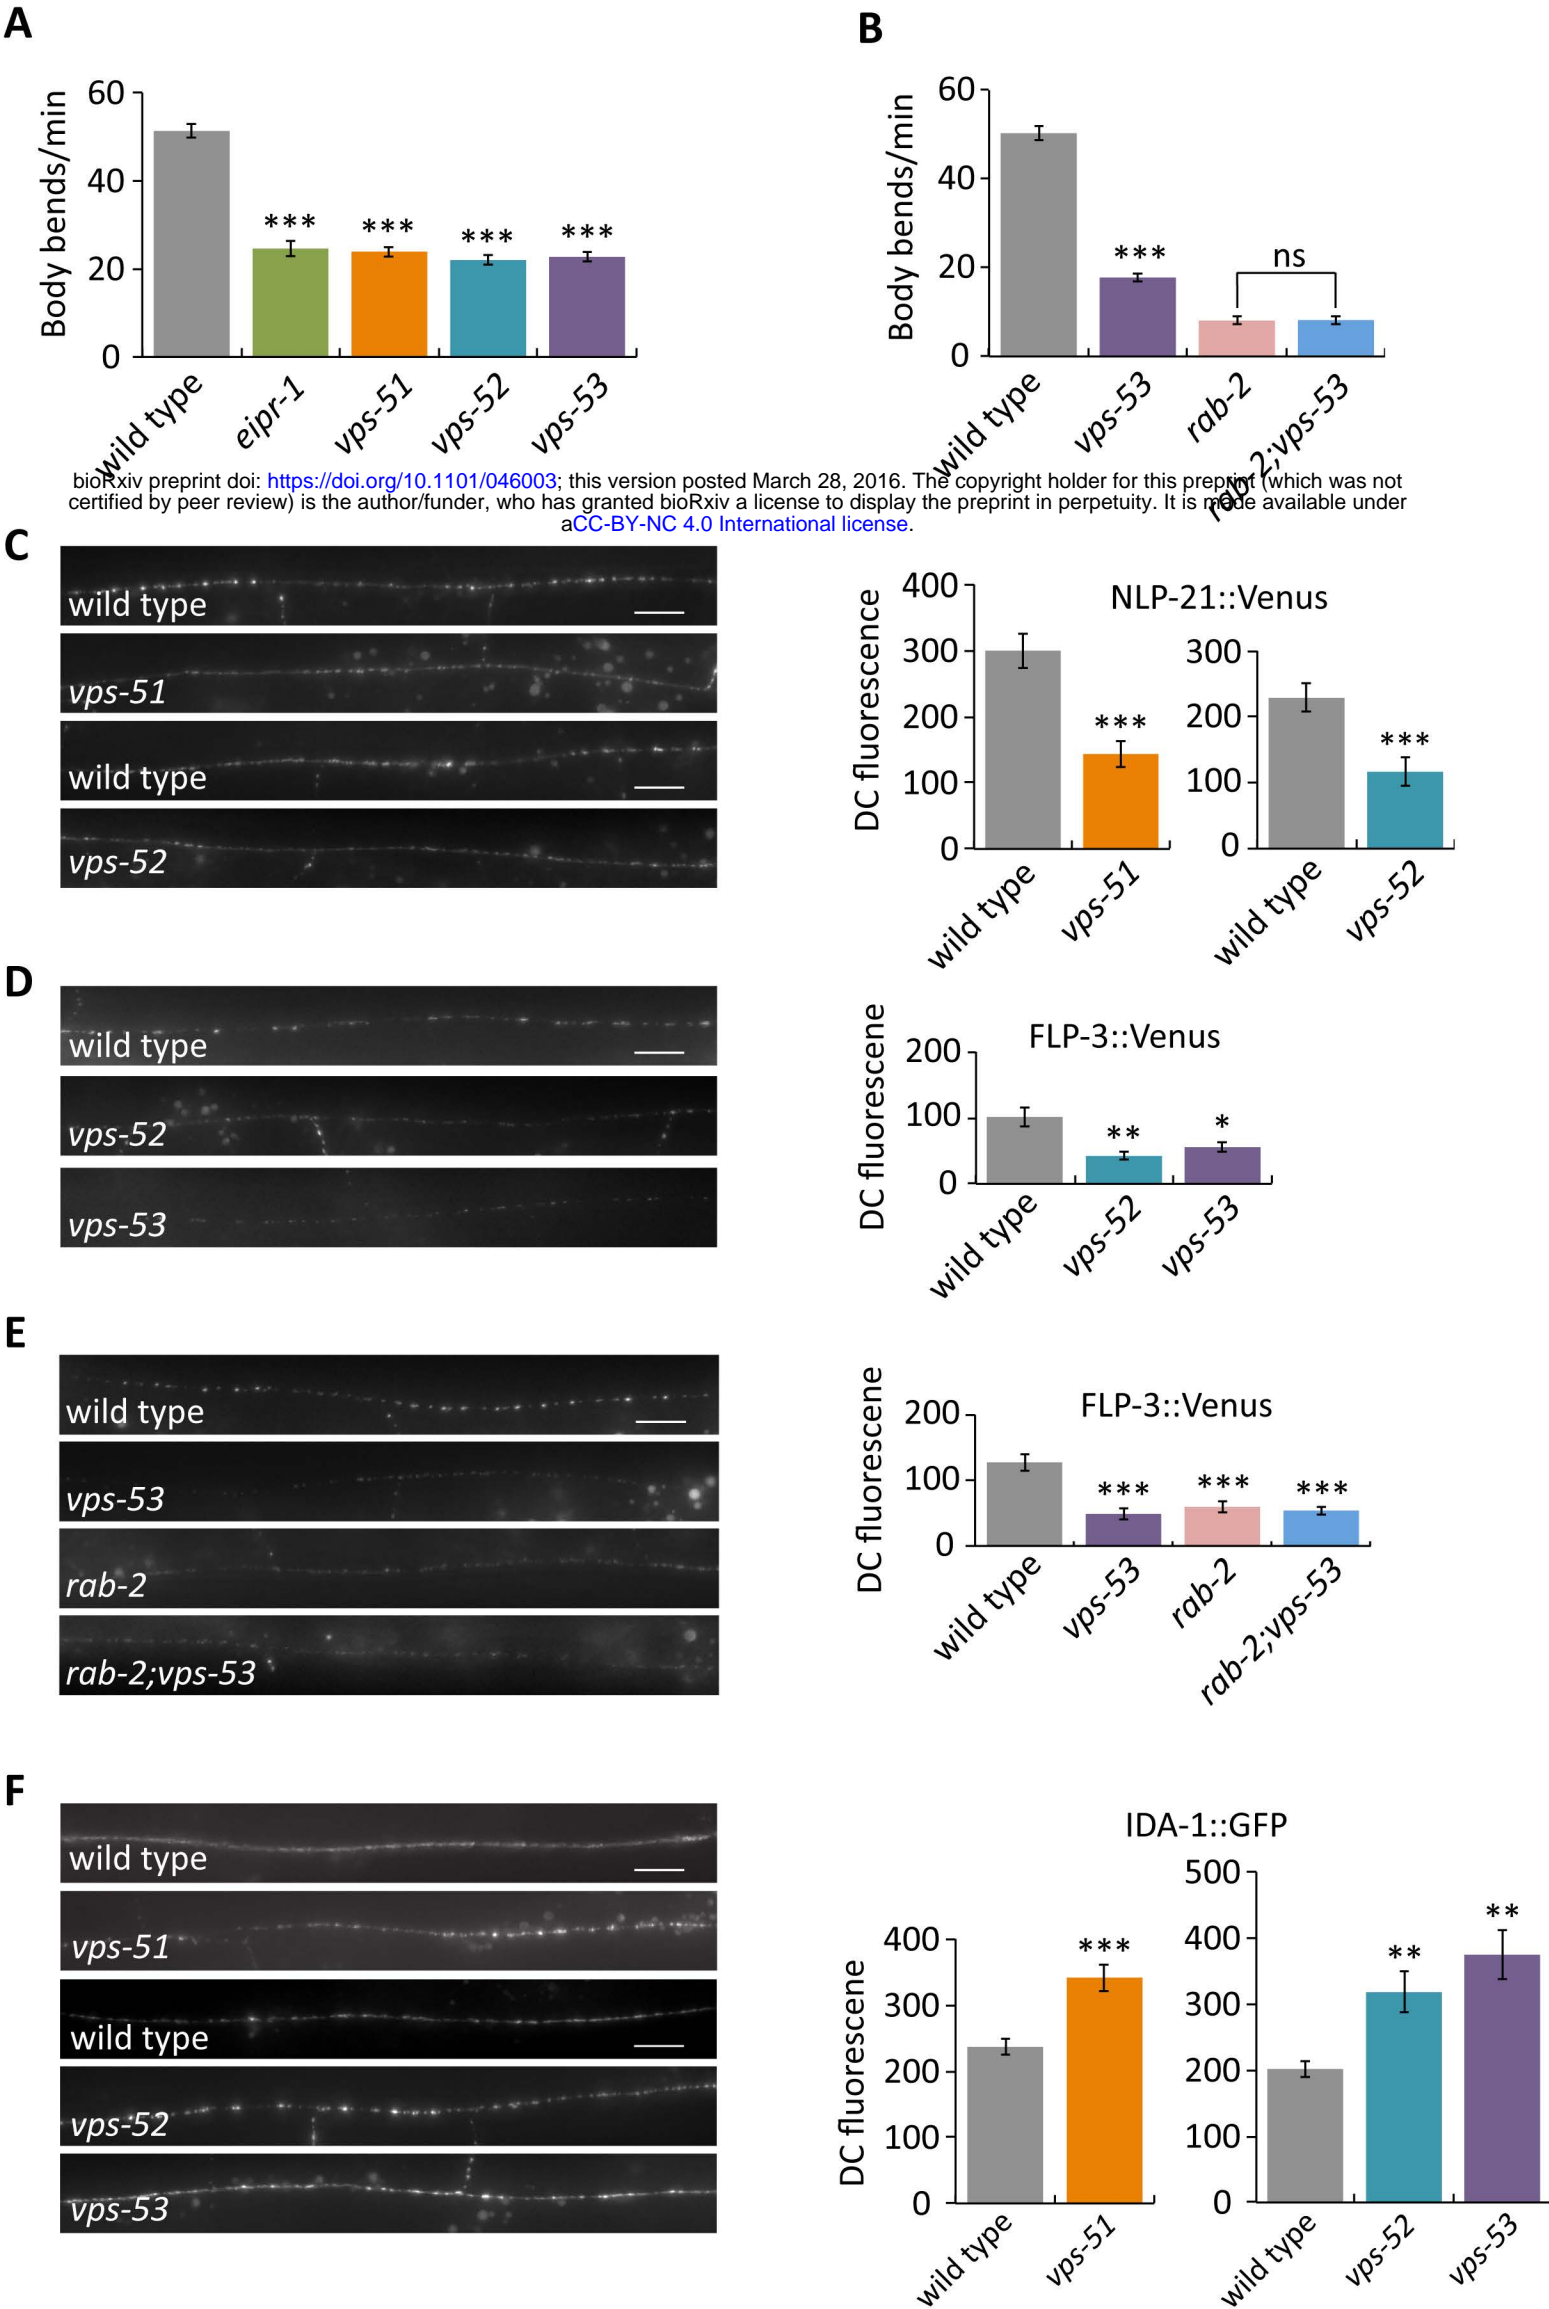 A
60
40
20
0
Body bends/min
***
***
***
***
wild type
eipr-1
vps-51
vps-52
vps-53
B
60
40
20
0
Body bends/min
***
ns
wild type
vps-53
rab-2
rab-2;vps-53
bioRxiv preprint doi: https://doi.org/10.1101/046003; this version posted March 28, 2016. The copyright holder for this preprint (which was not
certified by peer review) is the author/funder, who has granted bioRxiv a license to display the preprint in perpetuity. It is made available under
aCC-BY-NC 4.0 International license.
C
wild type
vps-51
wild type
vps-52
NLP-21::Venus
DC fluorescence
400
300
200
100
0
***
wild type
vps-51
300
200
100
0
***
wild type
vps-52
D
wild type
vps-52
vps-53
FLP-3::Venus
DC fluorescene
200
100
0
**
*
wild type
vps-52
vps-53
E
wild type
vps-53
rab-2
rab-2;vps-53
FLP-3::Venus
DC fluorescene
200
100
0
***
***
***
wild type
vps-53
rab-2
rab-2;vps-53
F
wild type
vps-51
wild type
vps-52
vps-53
IDA-1::GFP
DC fluorescene
400
300
200
100
0
***
wild type
vps-51
500
400
300
200
100
0
**
**
wild type
vps-52
vps-53